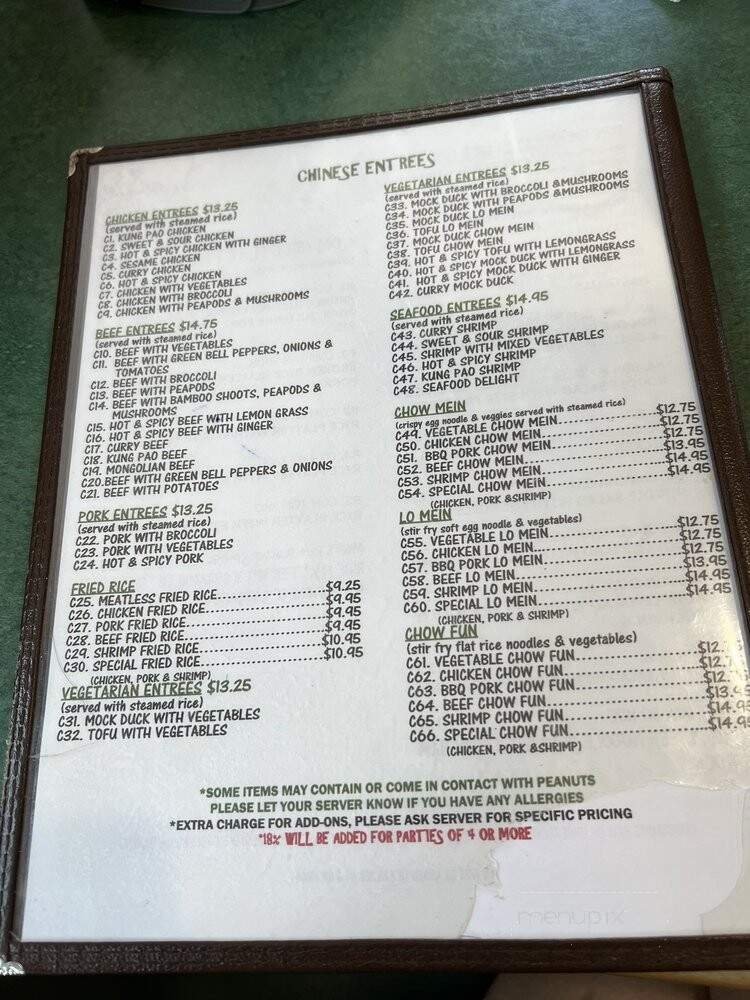 CHINESE ENTREES
CHICKEN ENTREES $13.25
(served with steamed rice)
C1. KUNG PAO CHICKEN
C2. SWEET & SOUR CHICKEN
C3. HOT & SPICY CHICKEN WITH GINGER
C4. SESAME CHICKEN
C5. CURRY CHICKEN
C6. HOT & SPICY CHICKEN
C7. CHICKEN WITH VEGETABLES
C8. CHICKEN WITH BROCCOLI
C9. CHICKEN WITH PEAPODS & MUSHROOMS
BEEF ENTREES $14.75
(served with steamed rice)
C10. BEEF WITH VEGETABLES
C11. BEEF WITH GREEN BELL PEPPERS, ONIONS &
TOMATOES
C12. BEEF WITH BROCCOLI
C13. BEEF WITH PEAPODS
C14. BEEF WITH BAMBOO SHOOTS, PEAPODS &
MUSHROOMS
C15. HOT & SPICY BEEF WITH LEMON GRASS
C16. HOT & SPICY BEEF WITH GINGER
C17. CURRY BEEF
C18. KUNG PAO BEEF
C19. MONGOLIAN BEEF
C20.BEEF WITH GREEN BELL PEPPERS & ONIONS
C21. BEEF WITH POTATOES
PORK ENTREES $13.25
(served with steamed rice)
C22. PORK WITH BROCCOLI
C23. PORK WITH VEGETABLES
C24. HOT & SPICY PORK
FRIED RICE
C25. MEATLESS FRIED RICE.....................$9.25
C26. CHICKEN FRIED RICE.......................$9.95
C27. PORK FRIED RICE............................$9.95
C28. BEEF FRIED RICE............................$9.95
C29. SHRIMP FRIED RICE.........................$10.95
C30. SPECIAL FRIED RICE........................$10.95
(CHICKEN, PORK & SHRIMP)
VEGETARIAN ENTREES $13.25
(served with steamed rice)
C31. MOCK DUCK WITH VEGETABLES
C32. TOFU WITH VEGETABLES
VEGETARIAN ENTREES $13.25
(served with steamed rice)
C33. MOCK DUCK WITH BROCCOLI &MUSHROOMS
C34. MOCK DUCK WITH PEAPODS &MUSHROOMS
C35. MOCK DUCK LO MEIN
C36. TOFU LO MEIN
C37. MOCK DUCK CHOW MEIN
C38. TOFU CHOW MEIN
C39. HOT & SPICY TOFU WITH LEMONGRASS
C40. HOT & SPICY MOCK DUCK WITH LEMONGRASS
C41. HOT & SPICY MOCK DUCK WITH GINGER
C42. CURRY MOCK DUCK
SEAFOOD ENTREES $14.95
(served with steamed rice)
C43. CURRY SHRIMP
C44. SWEET & SOUR SHRIMP
C45. SHRIMP WITH MIXED VEGETABLES
C46. HOT & SPICY SHRIMP
C47. KUNG PAO SHRIMP
C48. SEAFOOD DELIGHT
CHOW MEIN
(crispy egg noodle & veggies served with steamed rice)
C49. VEGETABLE CHOW MEIN....................$12.75
C50. CHICKEN CHOW MEIN.......................$12.75
C51. BBQ PORK CHOW MEIN.....................$12.75
C52. BEEF CHOW MEIN............................$13.95
C53. SHRIMP CHOW MEIN.........................$14.95
C54. SPECIAL CHOW MEIN........................$14.95
(CHICKEN, PORK &SHRIMP)
LO MEIN
(stir fry soft egg noodle & vegetables)
C55. VEGETABLE LO MEIN........................$12.75
C56. CHICKEN LO MEIN...........................$12.75
C57. BBQ PORK LO MEIN.........................$12.75
C58. BEEF LO MEIN................................$13.95
C59. SHRIMP LO MEIN.............................$14.95
C60. SPECIAL LO MEIN............................$14.95
(CHICKEN, PORK & SHRIMP)
CHOW FUN
(stir fry flat rice noodles & vegetables)
C61. VEGETABLE CHOW FUN.....................$12.
C62. CHICKEN CHOW FUN........................$12.7
C63. BBQ PORK CHOW FUN......................$12.
C64. BEEF CHOW FUN.............................$13.
C65. SHRIMP CHOW FUN..........................$14.95
C66. SPECIAL CHOW FUN.........................$14.95
(CHICKEN, PORK &SHRIMP)
*SOME ITEMS MAY CONTAIN OR COME IN CONTACT WITH PEANUTS
PLEASE LET YOUR SERVER KNOW IF YOU HAVE ANY ALLERGIES
*EXTRA CHARGE FOR ADD-ONS, PLEASE ASK SERVER FOR SPECIFIC PRICING
*18% WILL BE ADDED FOR PARTIES OF 4 OR MORE
menupix